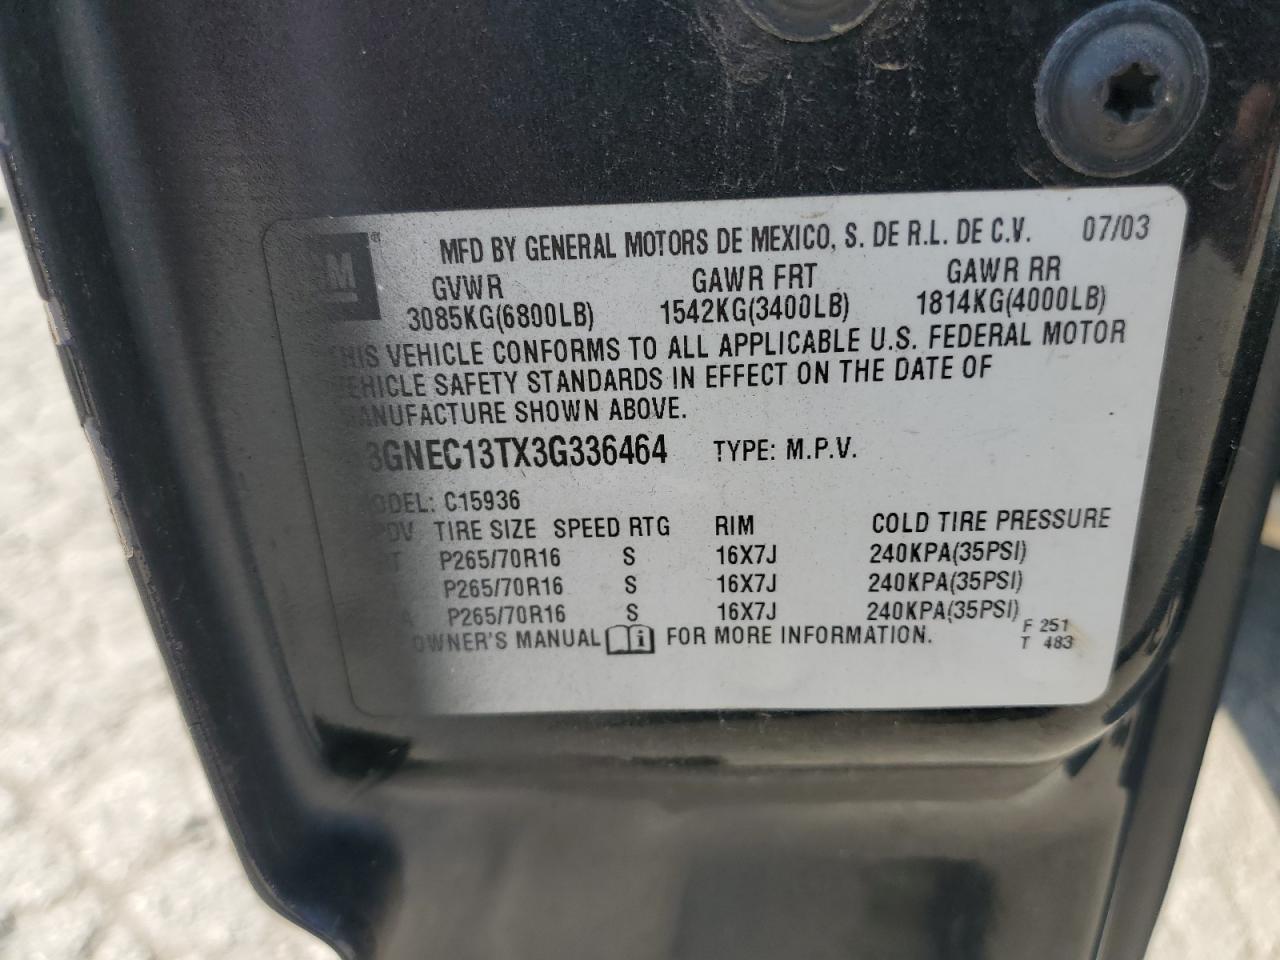 GM ®
MFD BY GENERAL MOTORS DE MEXICO, S. DE R.L. DE C.V. 07/03
GVWR GAWR FRT GAWR RR
3085KG(6800LB) 1542KG(3400LB) 1814KG(4000LB)
THIS VEHICLE CONFORMS TO ALL APPLICABLE U.S. FEDERAL MOTOR
VEHICLE SAFETY STANDARDS IN EFFECT ON THE DATE OF
MANUFACTURE SHOWN ABOVE.
3GNEC13TX3G336464 TYPE: M.P.V.
MODEL: C15936
TIRE SIZE SPEED RTG RIM COLD TIRE PRESSURE
P265/70R16 S 16X7J 240KPA(35PSI)
P265/70R16 S 16X7J 240KPA(35PSI)
P265/70R16 S 16X7J 240KPA(35PSI)
OWNER'S MANUAL i FOR MORE INFORMATION. F 251
T 483